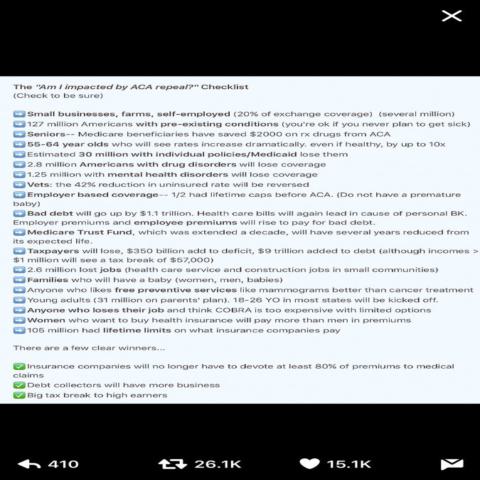 The "Am I impacted by ACA repeal?" Checklist
(Check to be sure)
Small businesses, farms, self-employed (20% of exchange coverage) (several million)
127 million Americans with pre-existing conditions (you're ok if you never plan to get sick)
Seniors-- Medicare beneficiaries have saved $2000 on rx drugs from ACA
55-64 year olds who will see rates increase dramatically. even if healthy, by up to 10x
Estimated 30 million with individual policies/Medicaid lose them
2.8 million Americans with drug disorders will lose coverage
1.25 million with mental health disorders will lose coverage
Vets: the 42% reduction in uninsured rate will be reversed
Employer based coverage-- 1/2 had lifetime caps before ACA. (Do not have a premature
baby)
Bad debt will go up by $1.1 trillion. Health care bills will again lead in cause of personal BK.
Employer premiums and employee premiums will rise to pay for bad debt.
Medicare Trust Fund, which was extended a decade, will have several years reduced from
its expected life.
Taxpayers will lose, $350 billion add to deficit, $9 trillion added to debt (although incomes >
$1 million will see a tax break of $57,000)
2.6 million lost jobs (health care service and construction jobs in small communities)
Families who will have a baby (women, men, babies)
Anyone who likes free preventive services like mammograms better than cancer treatment
Young adults (31 million on parents' plan). 18-26 YO in most states will be kicked off.
Anyone who loses their job and think COBRA is too expensive with limited options
Women who want to buy health insurance will pay more than men in premiums
105 million had lifetime limits on what insurance companies pay
There are a few clear winners...
Insurance companies will no longer have to devote at least 80% of premiums to medical
claims
Debt collectors will have more business
Big tax break to high earners
410 26.1K 15.1K